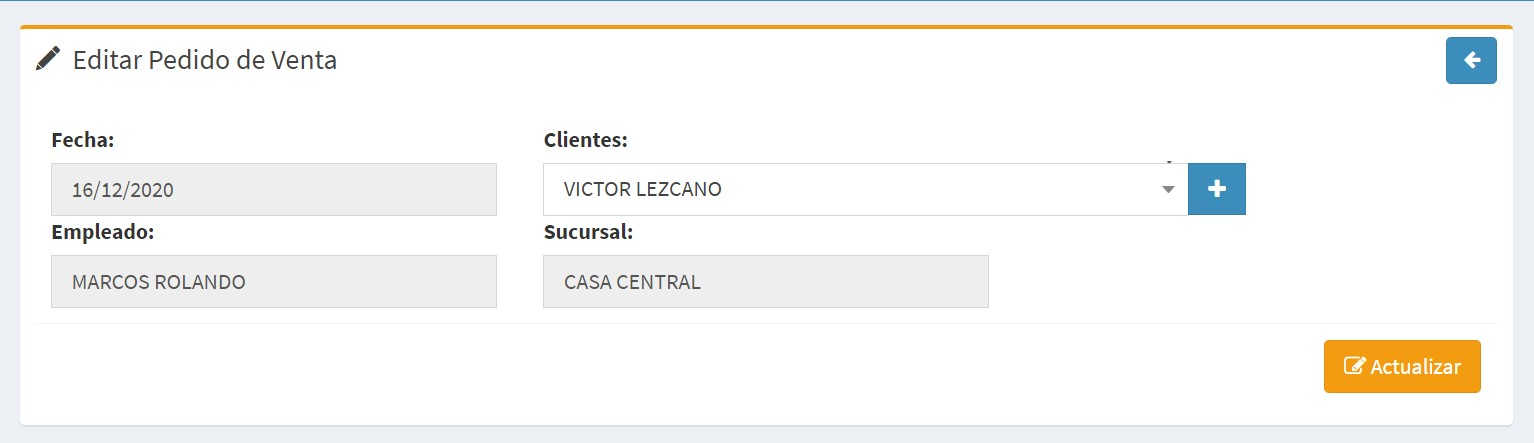 Editar Pedido de Venta
Fecha:
Clientes:
16/12/2020
VICTOR LEZCANO
Empleado:
Sucursal:
MARCOS ROLANDO
CASA CENTRAL
Actualizar